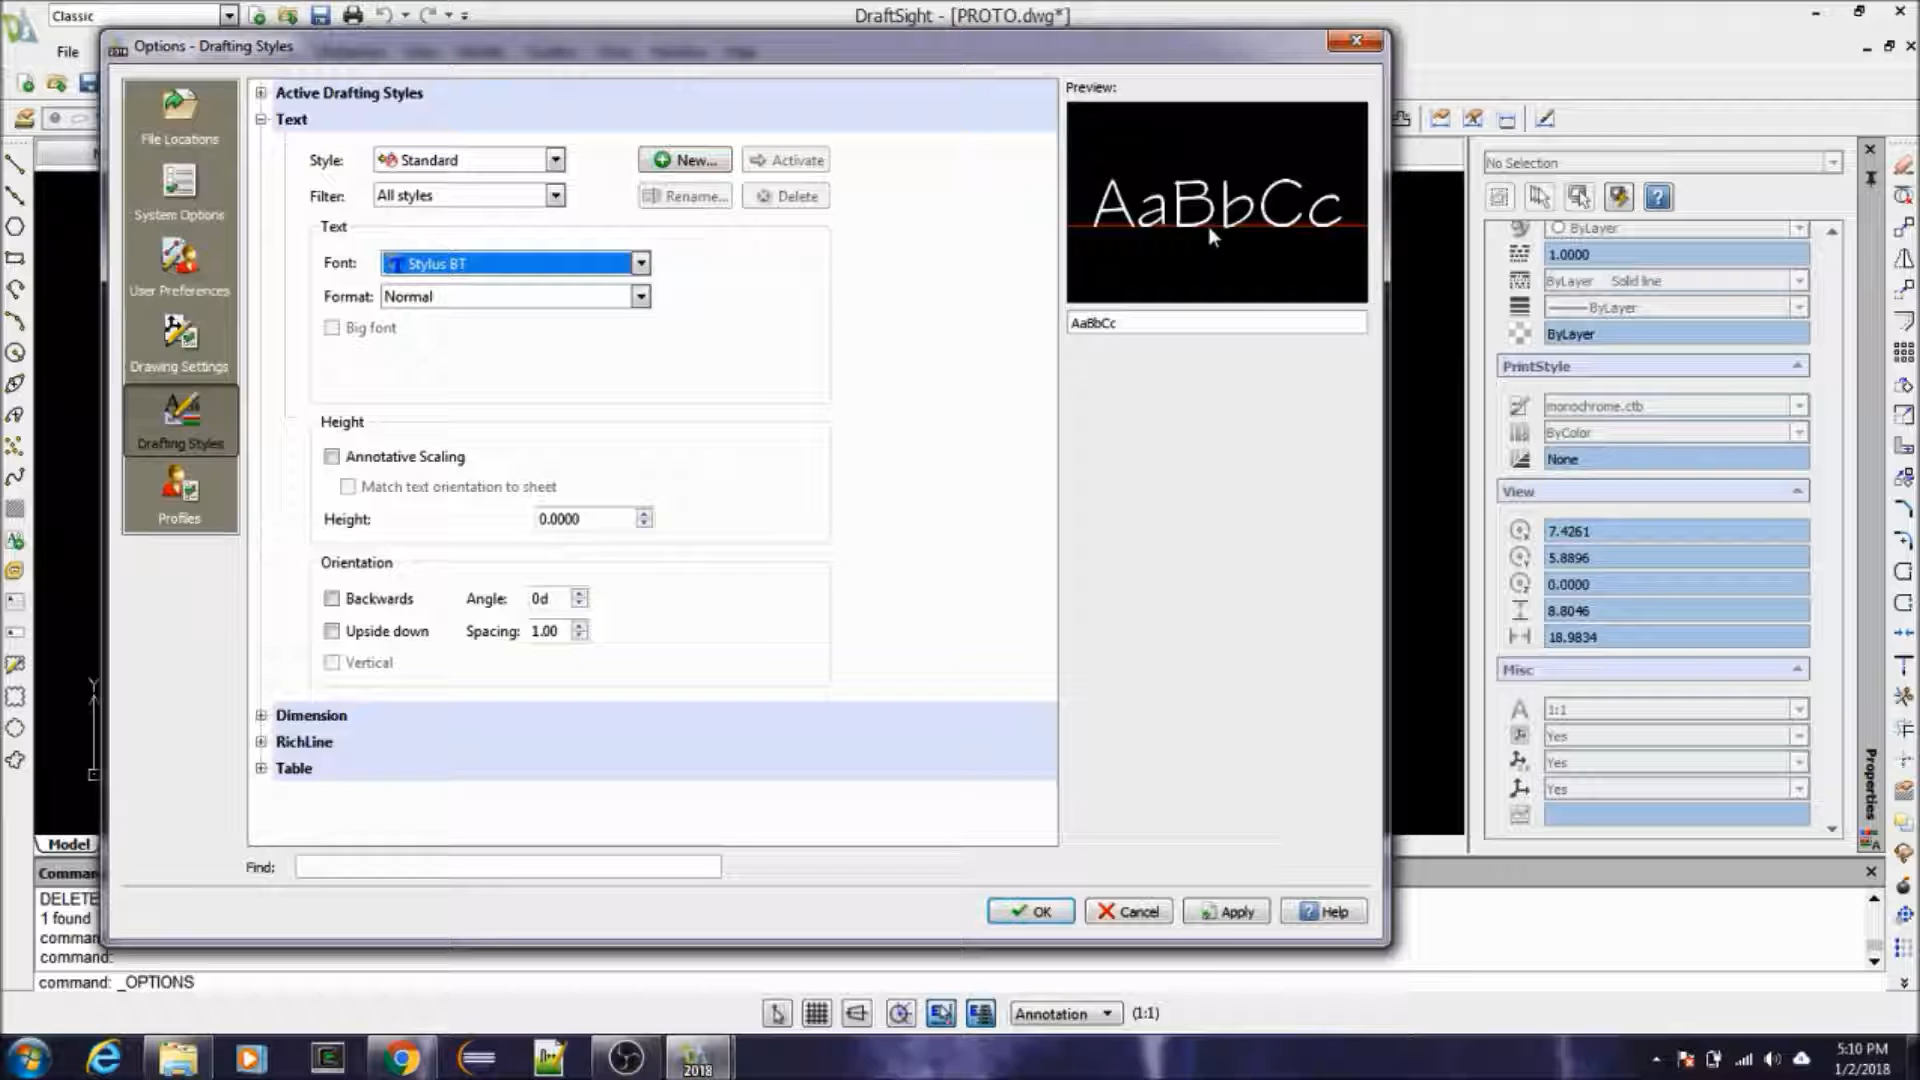 Classic
DraftSight - [PROTO.dwg*]
File
Options - Drafting Styles
File Locations
System Options
User Preferences
Drawing Settings
Drafting Styles
Profiles
Active Drafting Styles
Text
Style: Standard New... Activate
Filter: All styles Rename... Delete
Text
Font: Stylus BT
Format: Normal
Big font
Height
Annotative Scaling
Match text orientation to sheet
Height: 0.0000
Orientation
Backwards Angle: 0d
Upside down Spacing: 1.00
Vertical
Dimension
RichLine
Table
Find:
OK Cancel Apply Help
Preview:
AaBbCc
AaBbCc
No Selection
ByLayer
1.0000
ByLayer Solid line
ByLayer
ByLayer
PrintStyle
monochrome.ctb
ByColor
None
View
7.4261
5.8896
0.0000
8.8046
18.9834
Misc
1:1
Yes
Yes
Yes
Properties
Y
Model
Comman
DELETE
1 found
comman
command:
command: _OPTIONS
Annotation (1:1)
2018
5:10 PM
1/2/2018